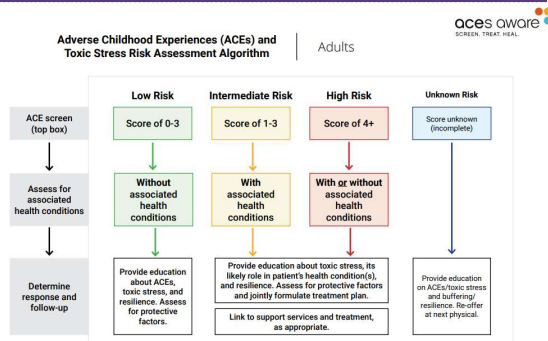 aces aware
SCREEN. TREAT. HEAL.
Adverse Childhood Experiences (ACEs) and
Toxic Stress Risk Assessment Algorithm
Adults
Low Risk
Intermediate Risk
High Risk
Unknown Risk
ACE screen
(top box)
Score of 0-3
Score of 1-3
Score of 4+
Score unknown
(incomplete)
Assess for
associated
health conditions
Without
associated
health
conditions
With
associated
health
conditions
With or without
associated
health
conditions
Determine
response and
follow-up
Provide education
about ACEs,
toxic stress, and
resilience. Assess
for protective
factors.
Provide education about toxic stress, its
likely role in patient's health condition(s),
and resilience. Assess for protective factors
and jointly formulate treatment plan.
Link to support services and treatment,
as appropriate.
Provide education
on ACEs/toxic stress
and buffering/
resilience. Re-offer
at next physical.